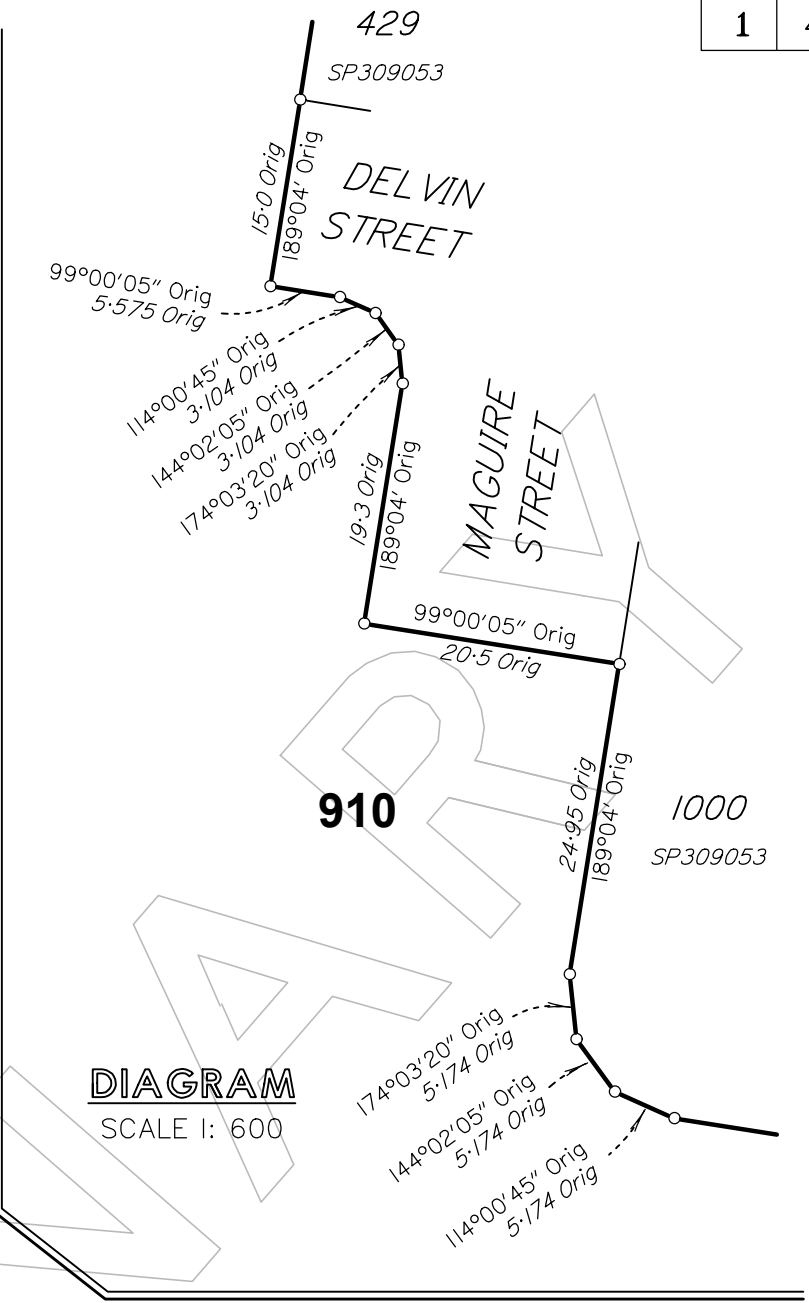 429
SP309053
1
15·0 Orig
189°04' Orig
DELVIN
STREET
99°00'05" Orig
5·575 Orig
114°00'45" Orig
3·104 Orig
144°02'05" Orig
3·104 Orig
174°03'20" Orig
3·104 Orig
19·3 Orig
189°04' Orig
MAGUIRE
STREET
99°00'05" Orig
20·5 Orig
910
24·95 Orig
189°04' Orig
1000
SP309053
174°03'20" Orig
5·174 Orig
144°02'05" Orig
5·174 Orig
114°00'45" Orig
5·174 Orig
DIAGRAM
SCALE 1: 600
ARY